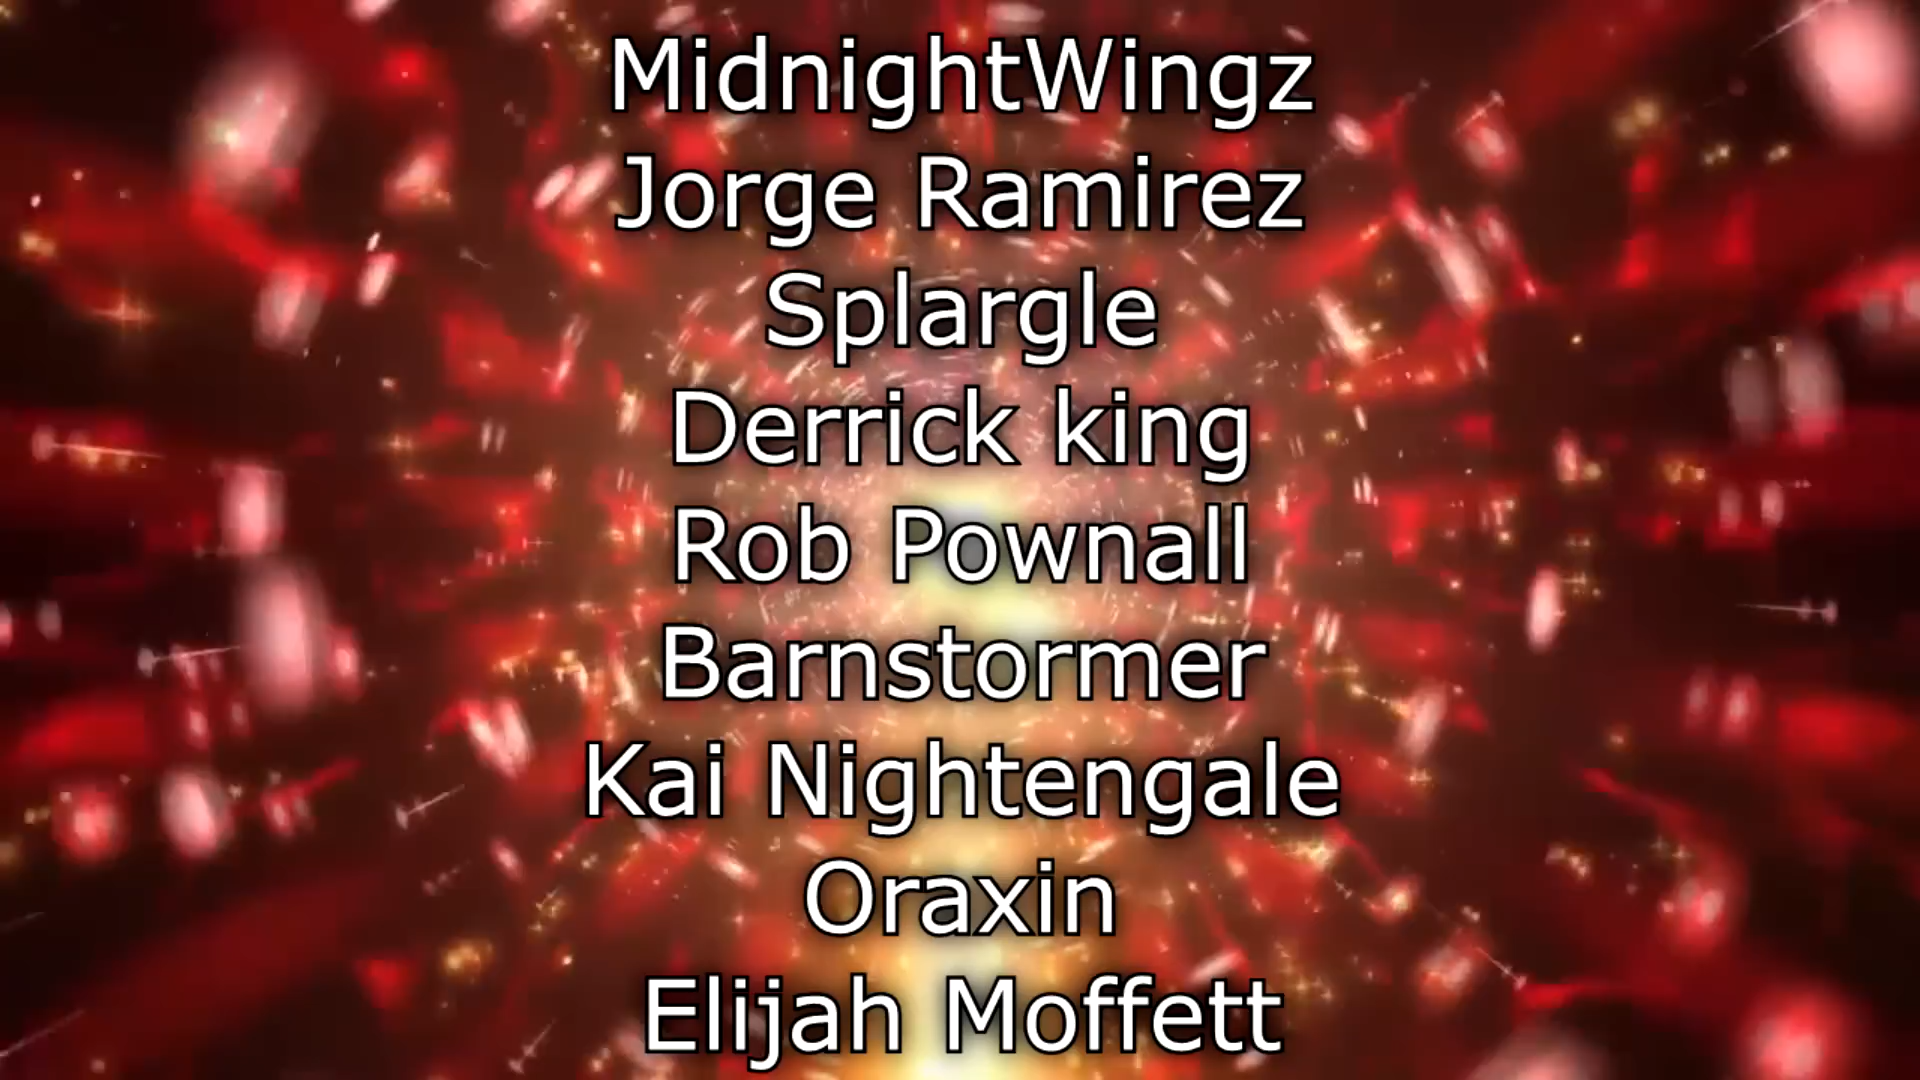 MidnightWingz
Jorge Ramirez
Splargle
Derrick king
Rob Pownall
Barnstormer
Kai Nightengale
Oraxin
Elijah Moffett